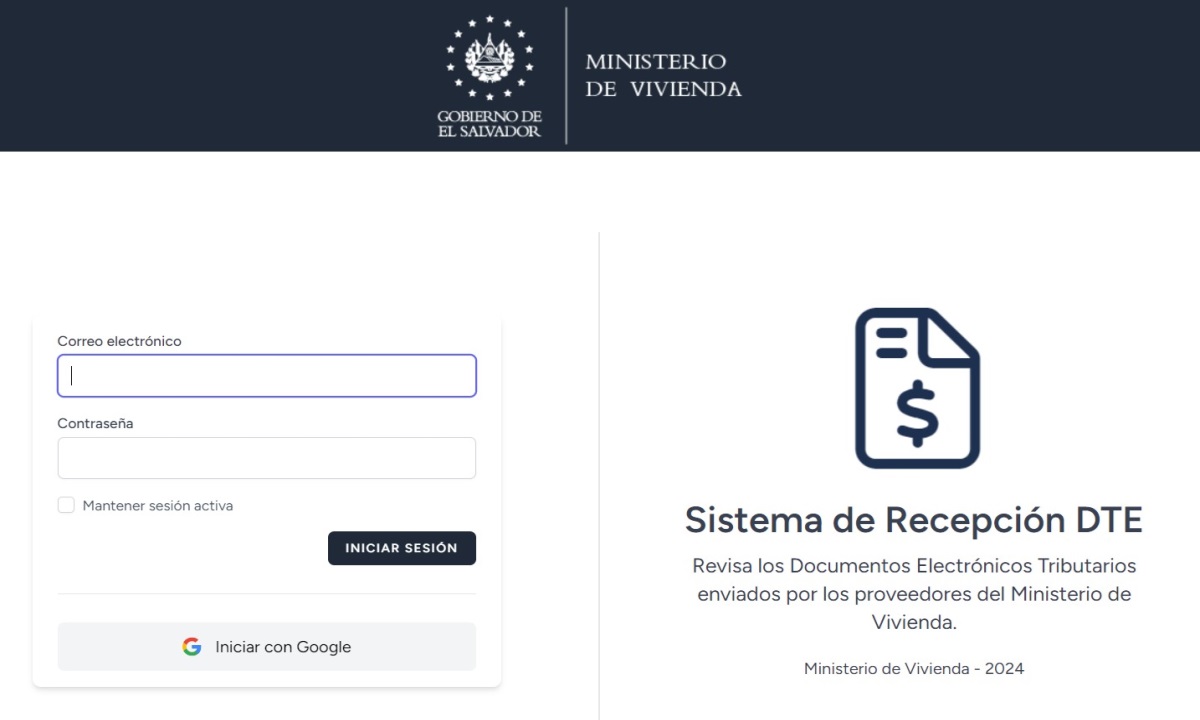 GOBIERNO DE
EL SALVADOR
MINISTERIO
DE VIVIENDA
Correo electrónico
Contraseña
Mantener sesión activa
INICIAR SESIÓN
Iniciar con Google
$
Sistema de Recepción DTE
Revisa los Documentos Electrónicos Tributarios
enviados por los proveedores del Ministerio de
Vivienda.
Ministerio de Vivienda - 2024